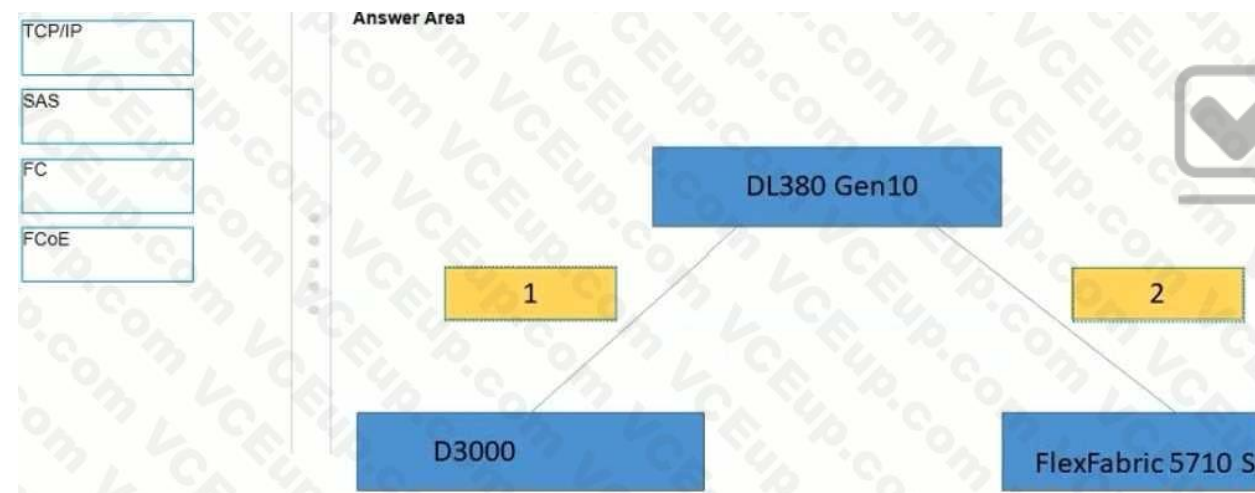 Answer Area
TCP/IP
SAS
FC
FCoE
DL380 Gen10
1
2
D3000
FlexFabric 5710 S